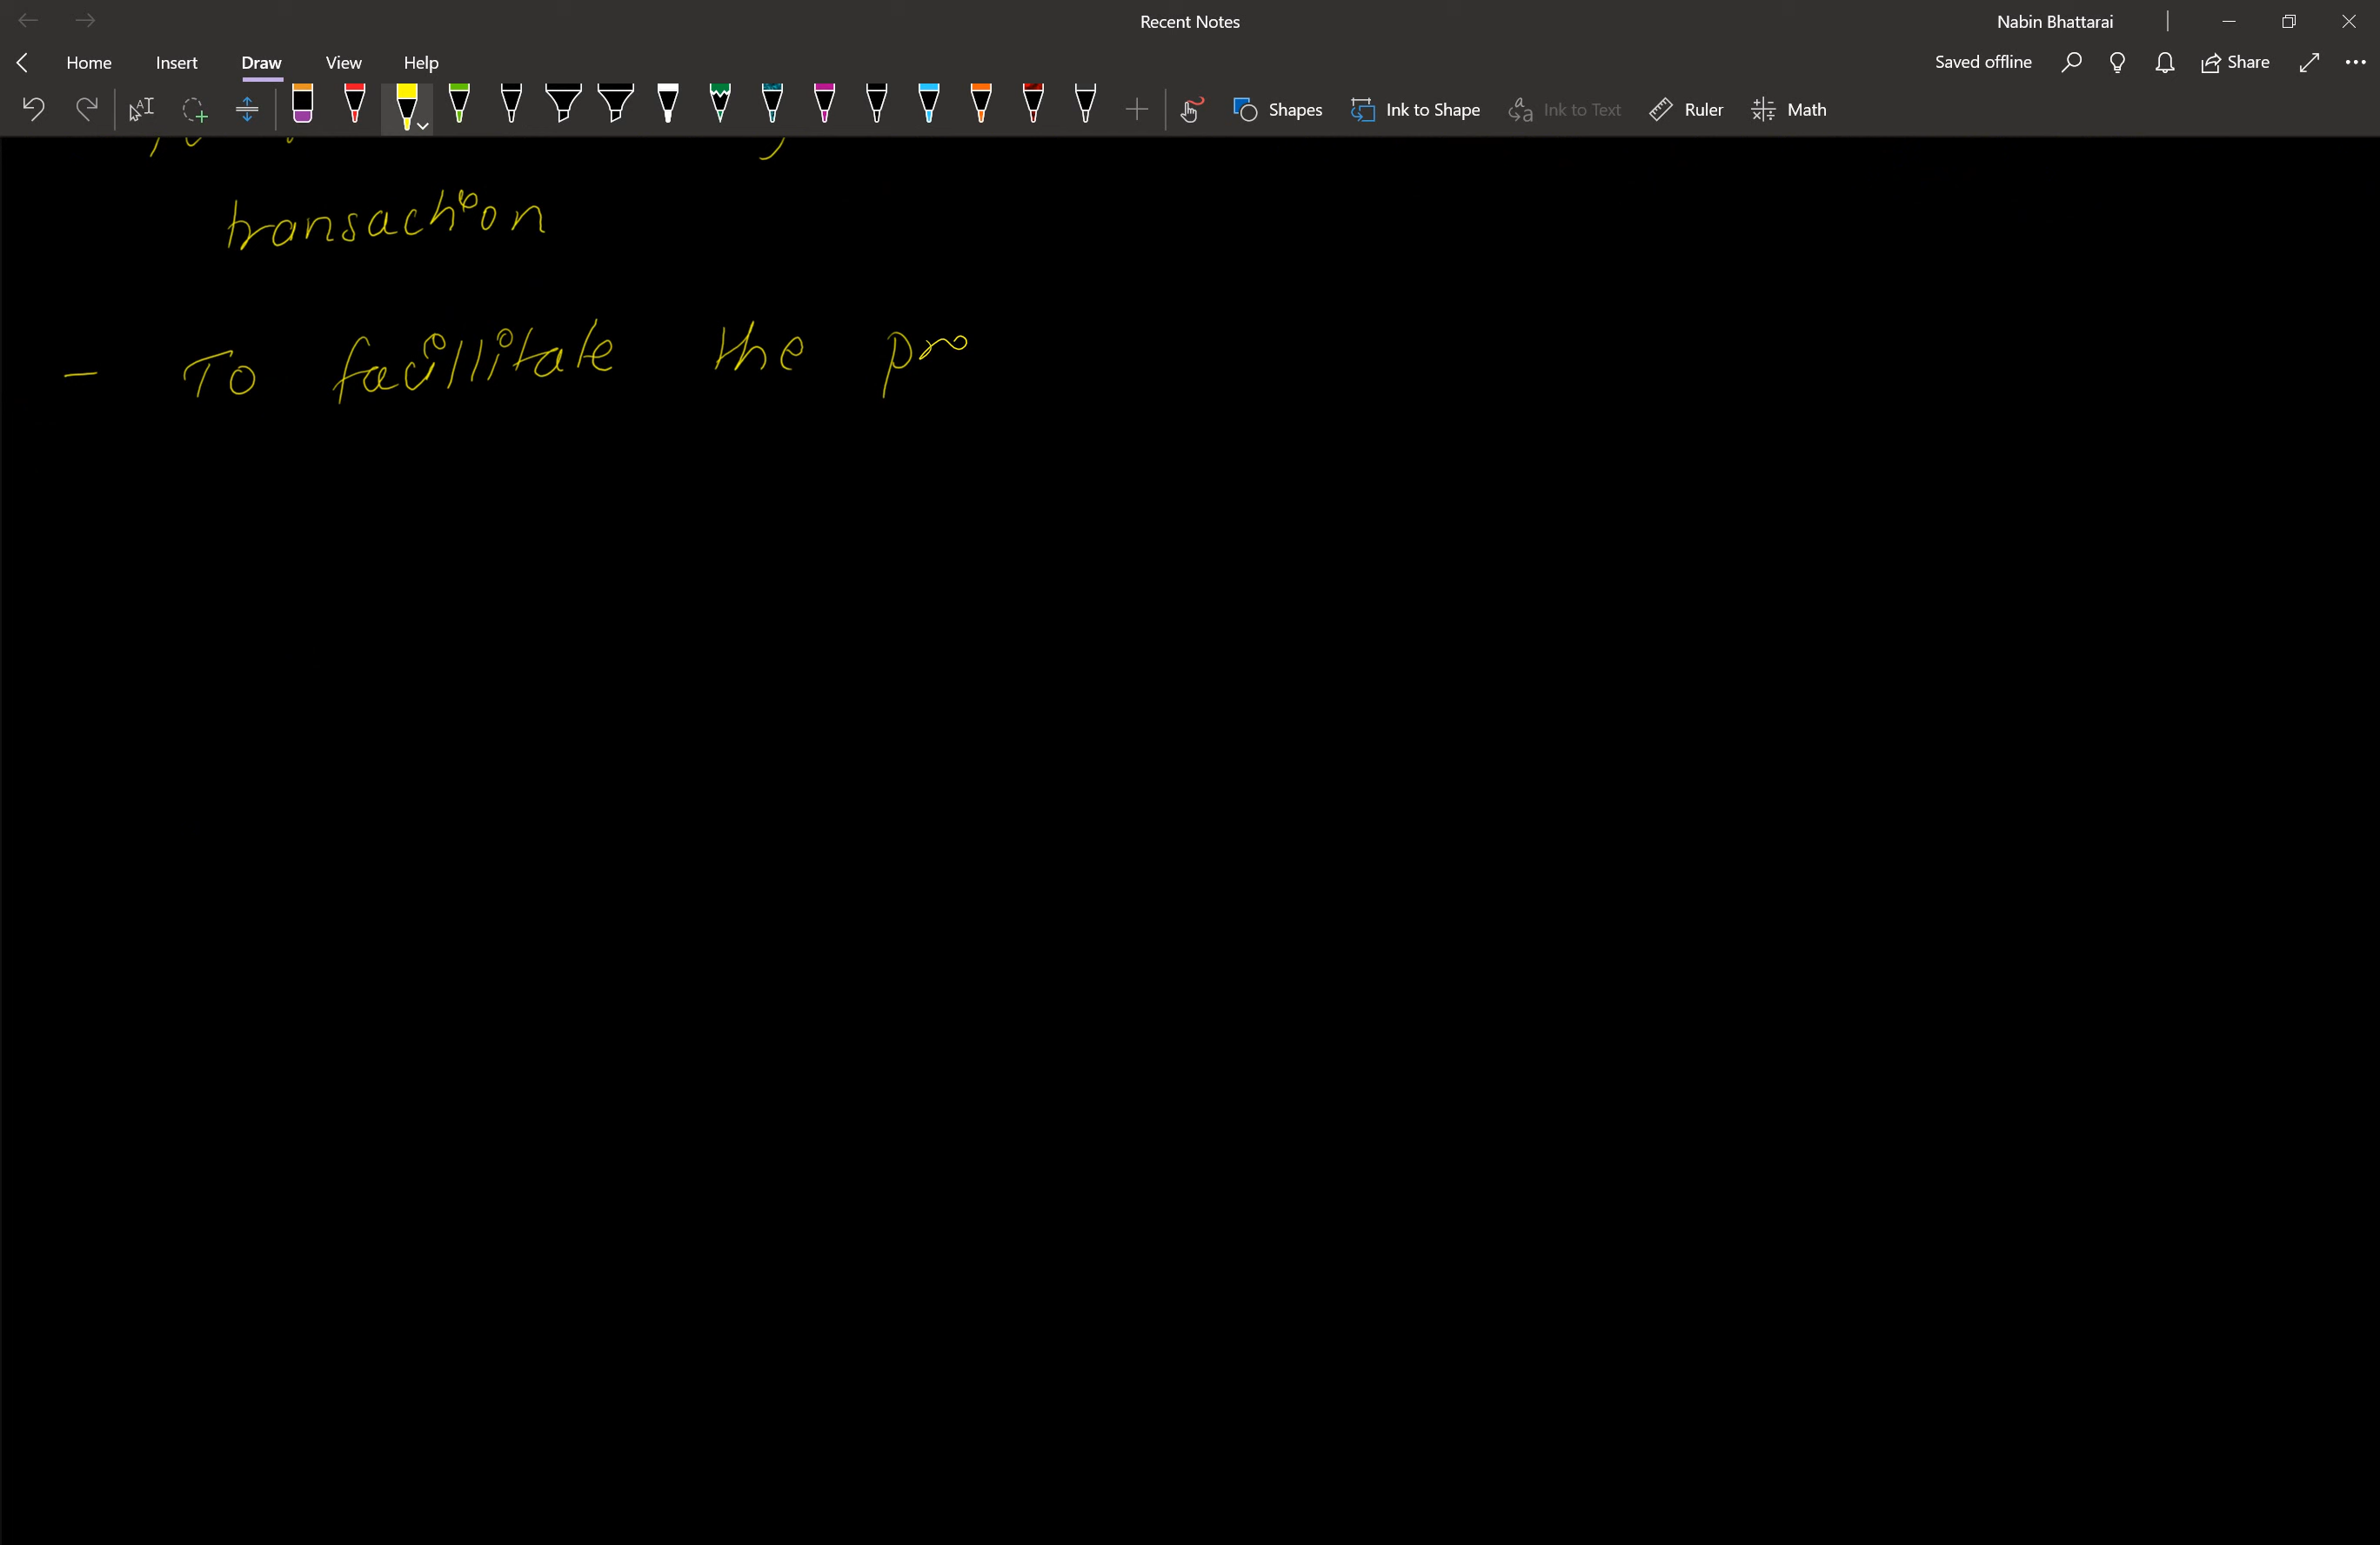 Recent Notes Nabin Bhattarai
Home Insert Draw View Help Saved offline Share
Shapes Ink to Shape Ink to Text Ruler Math
transaction
- To facillitate the pro